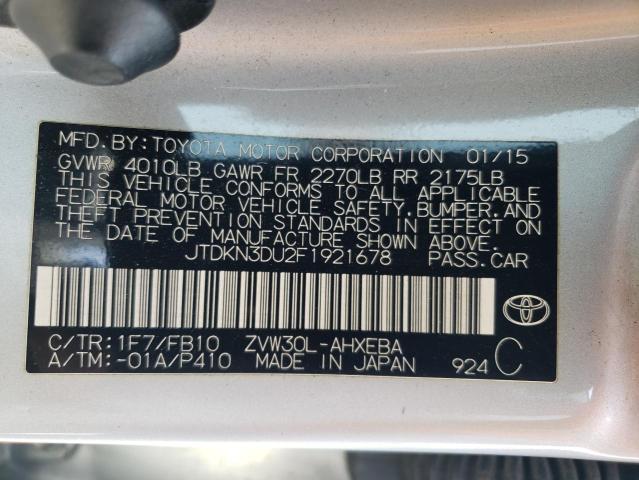 MFD.BY:TOYOTA MOTOR CORPORATION 01/15
GVWR 4010LB GAWR FR 2270LB RR 2175LB
THIS VEHICLE CONFORMS TO ALL APPLICABLE
FEDERAL MOTOR VEHICLE SAFETY,BUMPER,AND
THEFT PREVENTION STANDARDS IN EFFECT ON
THE DATE OF MANUFACTURE SHOWN ABOVE.
JTDKN3DU2F1921678 PASS.CAR
C/TR:1F7/FB10 ZVW30L-AHXEBA
A/TM:-01A/P410 MADE IN JAPAN 924 C